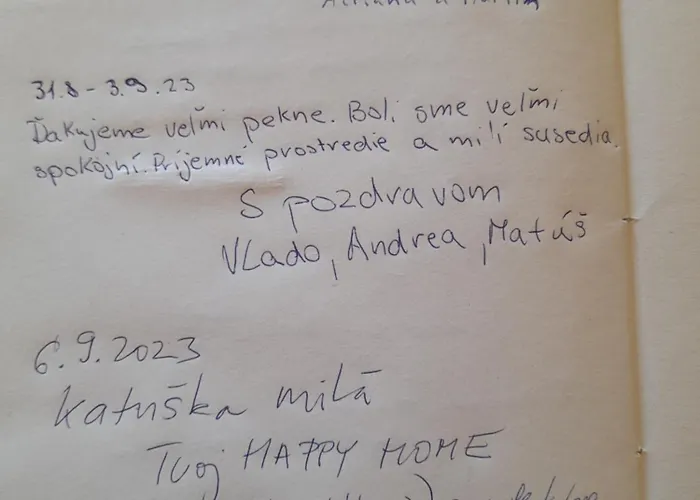 31.8 - 3.9.23
Ďakujeme veľmi pekne. Boli sme veľmi
spokojní. Príjemné prostredie a milí susedia.
S pozdravom
Vlado, Andrea, Matúš
6.9.2023
Katuška milá
Tvoj HAPPY HOME